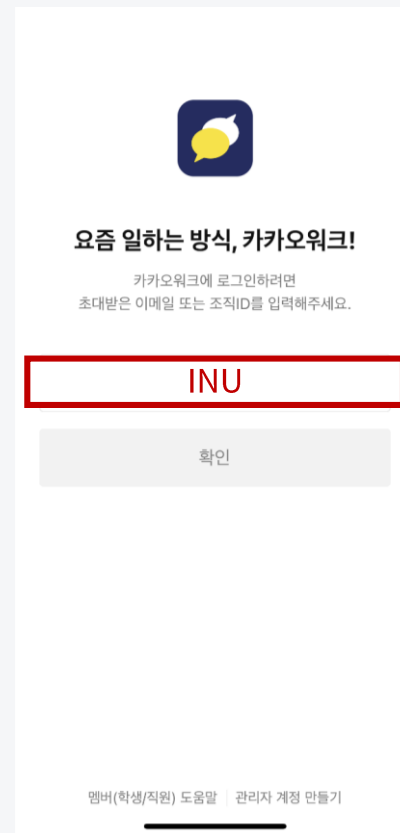 요즘 일하는 방식, 카카오워크!
카카오워크에 로그인하려면
초대받은 이메일 또는 조직ID를 입력해주세요.
INU
확인
멤버(학생/직원) 도움말 | 관리자 계정 만들기